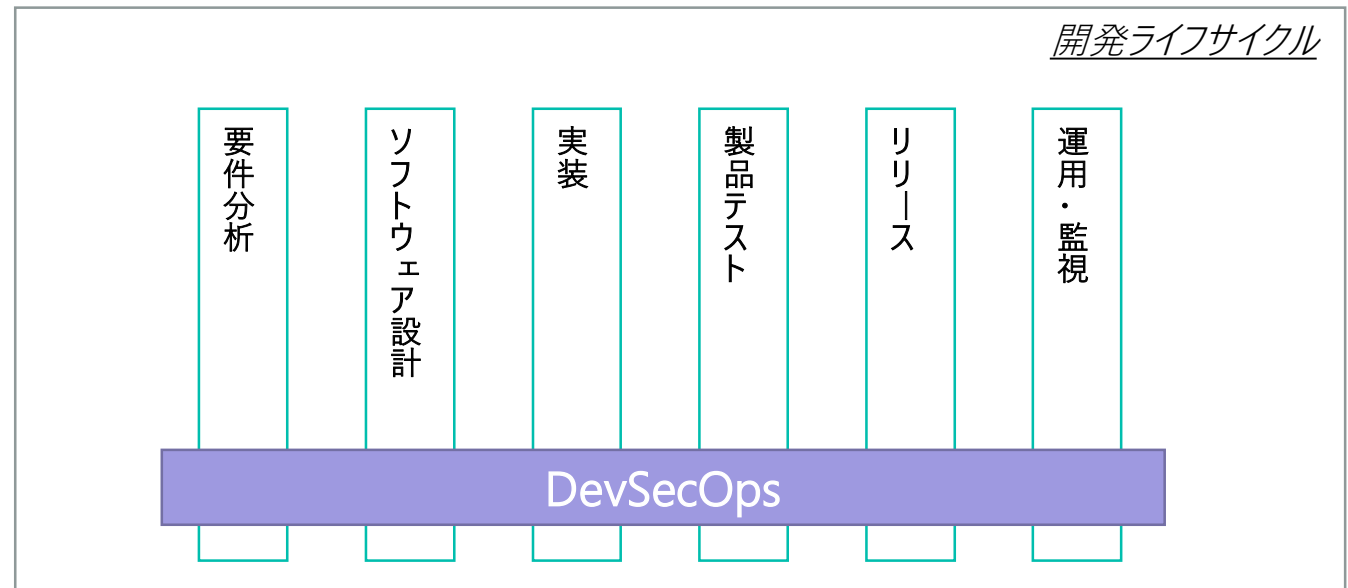 開発ライフサイクル
要件分析
ソフトウェア設計
実装
製品テスト
リリース
運用・監視
DevSecOps